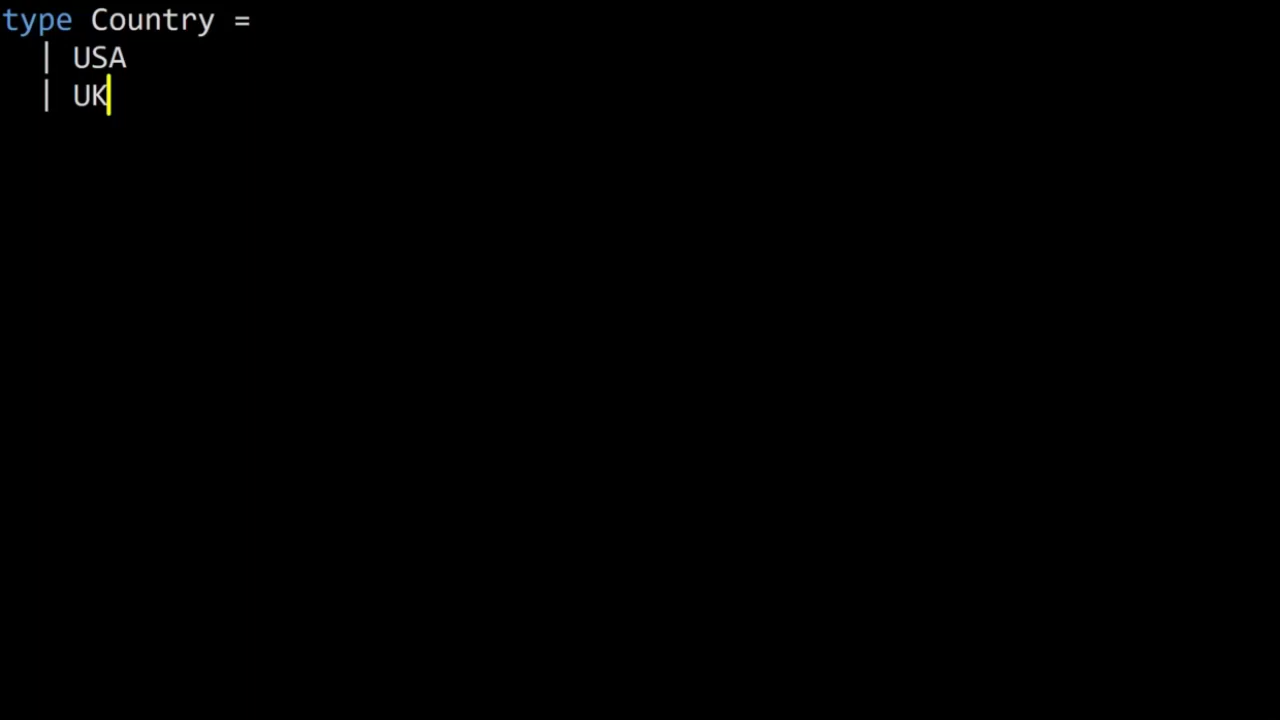 type Country =
  | USA
  | UK